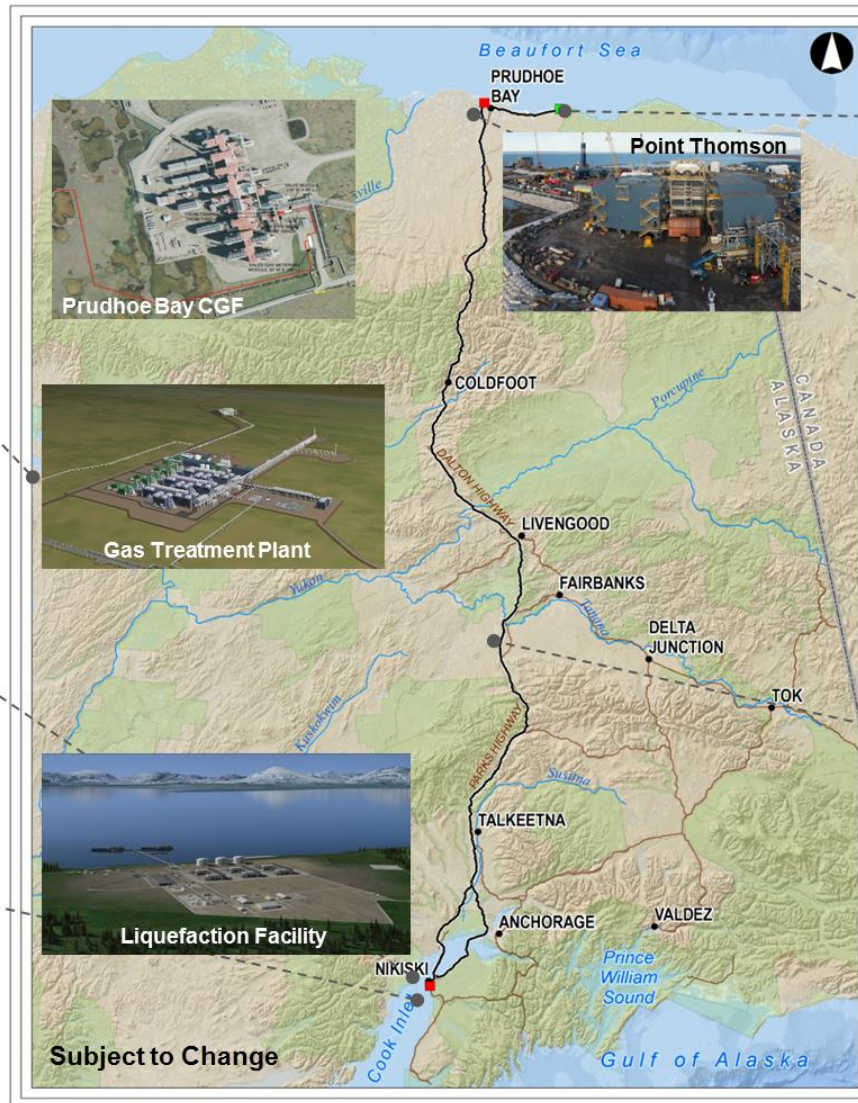 Beaufort Sea
PRUDHOE
BAY
Point Thomson
Prudhoe Bay CGF
COLDFOOT
Porcupine
CANADA
ALASKA
DALTON HIGHWAY
LIVENGOOD
Gas Treatment Plant
Yukon
FAIRBANKS
Tanana
DELTA
JUNCTION
TOK
Kuskokwim
PARKS HIGHWAY
Susitna
TALKEETNA
ANCHORAGE
VALDEZ
Liquefaction Facility
Prince
William
Sound
NIKISKI
Cook Inlet
Subject to Change
Gulf of Alaska